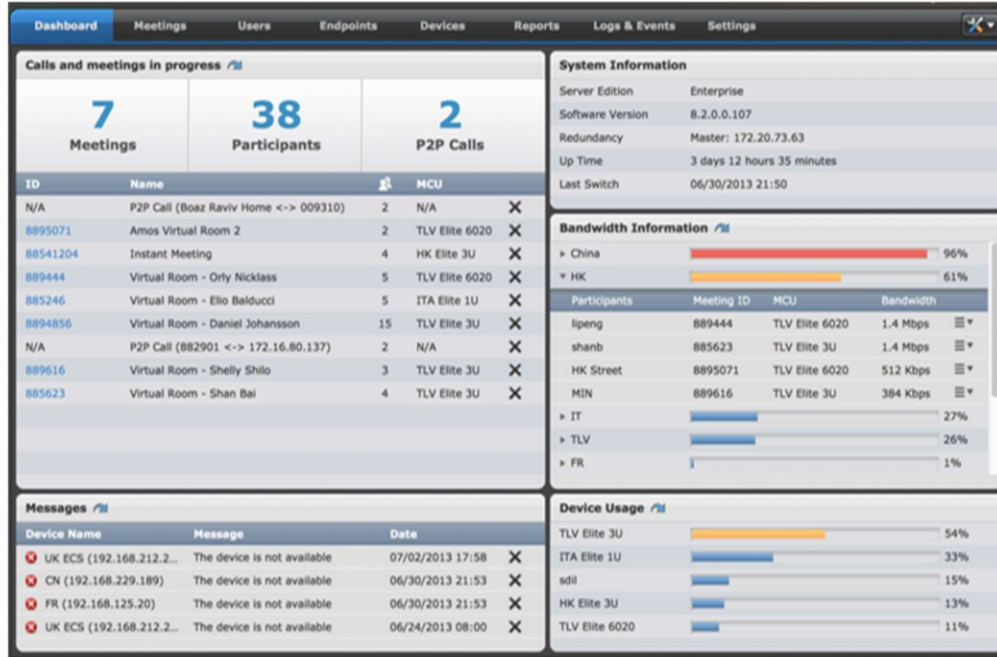 Dashboard Meetings Users Endpoints Devices Reports Logs & Events Settings
Calls and meetings in progress
7 38 2
Meetings Participants P2P Calls
ID Name MCU
N/A P2P Call (Boaz Raviv Home <-> 009310) 2 N/A
8895071 Amos Virtual Room 2 2 TLV Elite 6020
88541204 Instant Meeting 4 HK Elite 3U
889444 Virtual Room - Orly Nicklass 5 TLV Elite 6020
885246 Virtual Room - Elio Balducci 5 ITA Elite 1U
8894856 Virtual Room - Daniel Johansson 15 TLV Elite 3U
N/A P2P Call (882901 <-> 172.16.80.137) 2 N/A
889616 Virtual Room - Shelly Shilo 3 TLV Elite 3U
885623 Virtual Room - Shan Bai 4 TLV Elite 3U
System Information
Server Edition Enterprise
Software Version 8.2.0.0.107
Redundancy Master: 172.20.73.63
Up Time 3 days 12 hours 35 minutes
Last Switch 06/30/2013 21:50
Bandwidth Information
China 96%
HK 61%
Participants Meeting ID MCU Bandwidth
lipeng 889444 TLV Elite 6020 1.4 Mbps
shanb 885623 TLV Elite 3U 1.4 Mbps
HK Street 8895071 TLV Elite 6020 512 Kbps
MIN 889616 TLV Elite 3U 384 Kbps
IT 27%
TLV 26%
FR 1%
Messages
Device Name Message Date
UK ECS (192.168.212.2... The device is not available 07/02/2013 17:58
CN (192.168.229.189) The device is not available 06/30/2013 21:53
FR (192.168.125.20) The device is not available 06/30/2013 21:53
UK ECS (192.168.212.2... The device is not available 06/24/2013 08:00
Device Usage
TLV Elite 3U 54%
ITA Elite 1U 33%
sdil 15%
HK Elite 3U 13%
TLV Elite 6020 11%